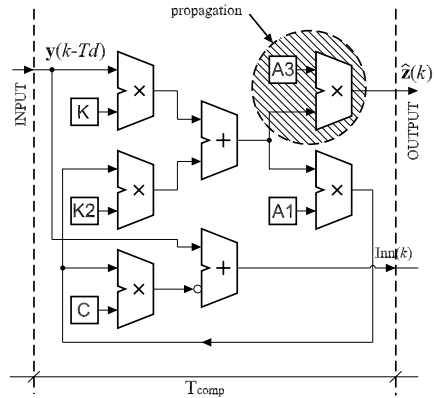 propagation
y(k-Td)
INPUT
K
×
A3
×
ẑ(k)
OUTPUT
+
K2
×
A1
×
Inn(k)
+
C
×
Tcomp